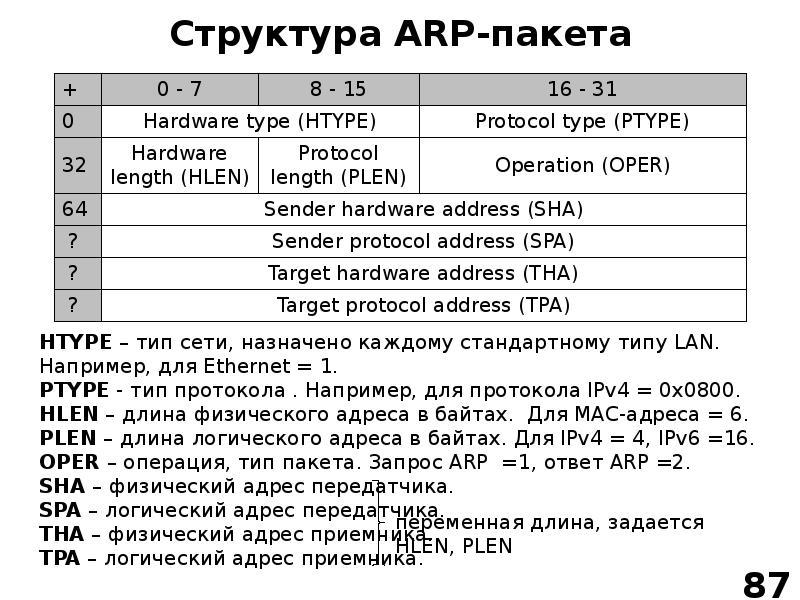 Структура ARP-пакета
+ 0 - 7 8 - 15 16 - 31
0 Hardware type (HTYPE) Protocol type (PTYPE)
32 Hardware length (HLEN) Protocol length (PLEN) Operation (OPER)
64 Sender hardware address (SHA)
? Sender protocol address (SPA)
? Target hardware address (THA)
? Target protocol address (TPA)
HTYPE – тип сети, назначено каждому стандартному типу LAN.
Например, для Ethernet = 1.
PTYPE - тип протокола . Например, для протокола IPv4 = 0x0800.
HLEN – длина физического адреса в байтах. Для MAC-адреса = 6.
PLEN – длина логического адреса в байтах. Для IPv4 = 4, IPv6 =16.
OPER – операция, тип пакета. Запрос ARP =1, ответ ARP =2.
SHA – физический адрес передатчика.
SPA – логический адрес передатчика.
THA – физический адрес приемника.
TPA – логический адрес приемника.
переменная длина, задается
HLEN, PLEN
87